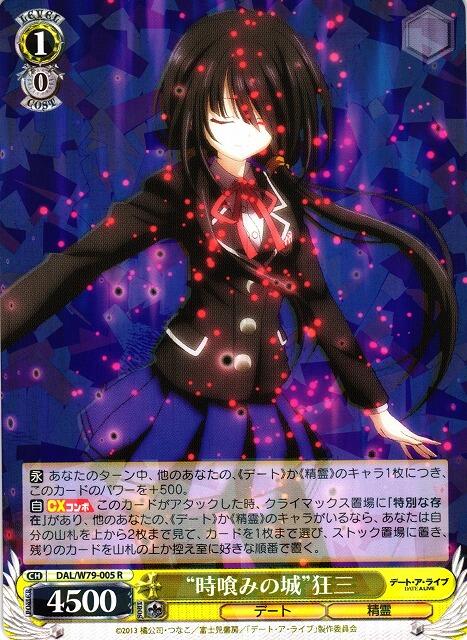 LEVEL
1
0
COST
永 あなたのターン中、他のあなたの、《デート》か《精霊》のキャラ1枚につき、
このカードのパワーを＋500。
自 CXコンボ このカードがアタックした時、クライマックス置場に「特別な存
在」があり、他のあなたの《デート》か《精霊》のキャラがいるなら、あなたは自
分の山札を上から2枚まで見て、カードを1枚まで選び、ストック置場に置き、
残りのカードを山札の上か控え室に好きな順番で置く。
CH DAL/W79-005 R
POWER 4500 SOUL
“時喰みの城”狂三
デート 精霊
デート・ア・ライブ
DATE A LIVE
©2013 橘公司・つなこ／富士見書房／「デート・ア・ライブ」製作委員会